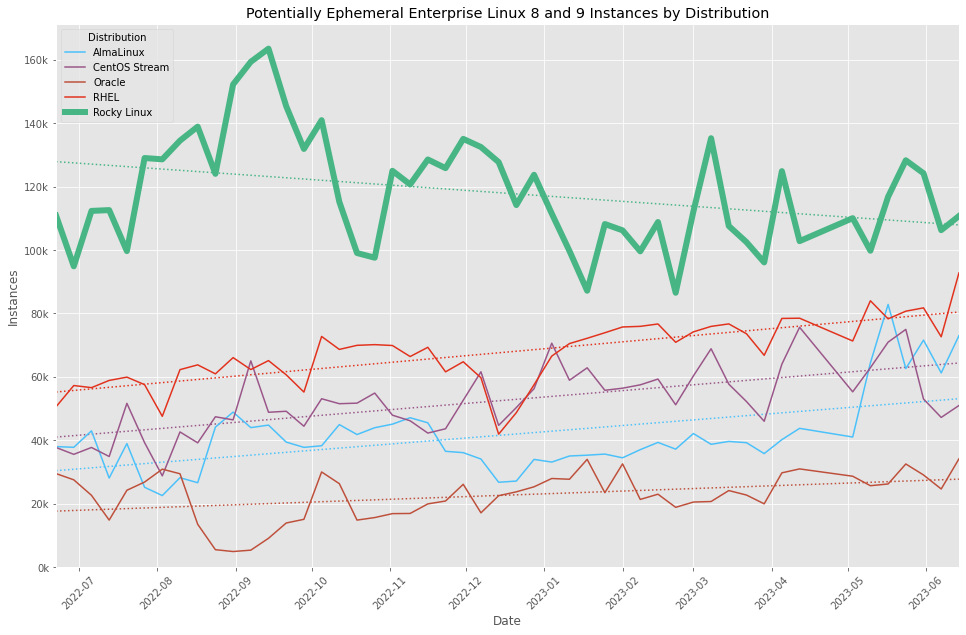 Potentially Ephemeral Enterprise Linux 8 and 9 Instances by Distribution
Distribution
AlmaLinux
CentOS Stream
Oracle
RHEL
Rocky Linux
160k
140k
120k
100k
80k
60k
40k
20k
0k
Instances
2022-07
2022-08
2022-09
2022-10
2022-11
2022-12
2023-01
2023-02
2023-03
2023-04
2023-05
2023-06
Date